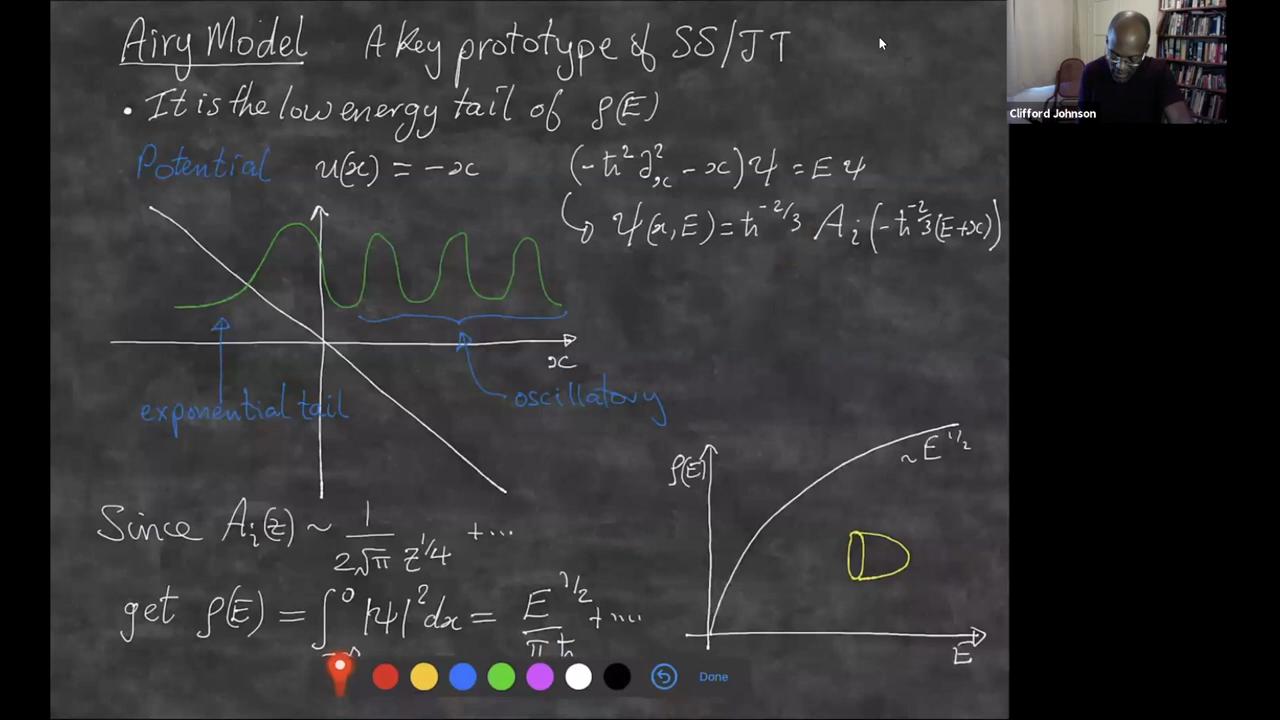 Airy Model A key prototype of SS/JT
• It is the low energy tail of ρ(E)
Potential u(x) = -x (-ħ²∂ₓ² - x)ψ = Eψ
ψ(x,E) = ħ^{-2/3} Ai(-ħ^{-2/3}(E+x))
x
exponential tail
oscillatory
ρ(E)
~E^{1/2}
E
Since Ai(z) ~ 1/(2√π z^{1/4}) + ...
get ρ(E) = ∫_{-∞}^{0} |ψ|² dx = E^{1/2}/(πħ) + ....
Done
Clifford Johnson